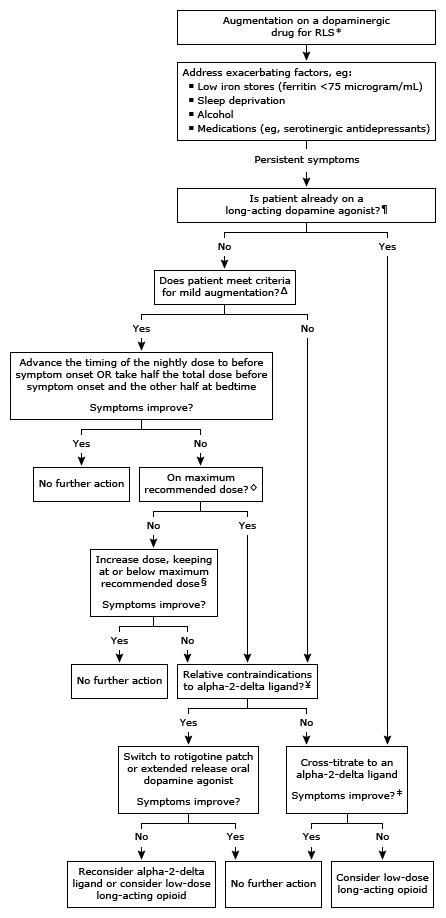 Augmentation on a dopaminergic
drug for RLS*
Address exacerbating factors, eg:
▪ Low iron stores (ferritin <75 microgram/mL)
▪ Sleep deprivation
▪ Alcohol
▪ Medications (eg, serotinergic antidepressants)
Persistent symptoms
Is patient already on a
long-acting dopamine agonist?¶
No
Yes
Does patient meet criteria
for mild augmentation?Δ
Yes
No
Advance the timing of the nightly dose to before
symptom onset OR take half the total dose before
symptom onset and the other half at bedtime
Symptoms improve?
Yes
No
No further action
On maximum
recommended dose?◊
No
Yes
Increase dose, keeping
at or below maximum
recommended dose§
Symptoms improve?
Yes
No
No further action
Relative contraindications
to alpha-2-delta ligand?¥
Yes
No
Switch to rotigotine patch
or extended release oral
dopamine agonist
Symptoms improve?
Cross-titrate to an
alpha-2-delta ligand
Symptoms improve?‡
No
Yes
Yes
No
Reconsider alpha-2-delta
ligand or consider low-dose
long-acting opioid
No further action
Consider low-dose
long-acting opioid